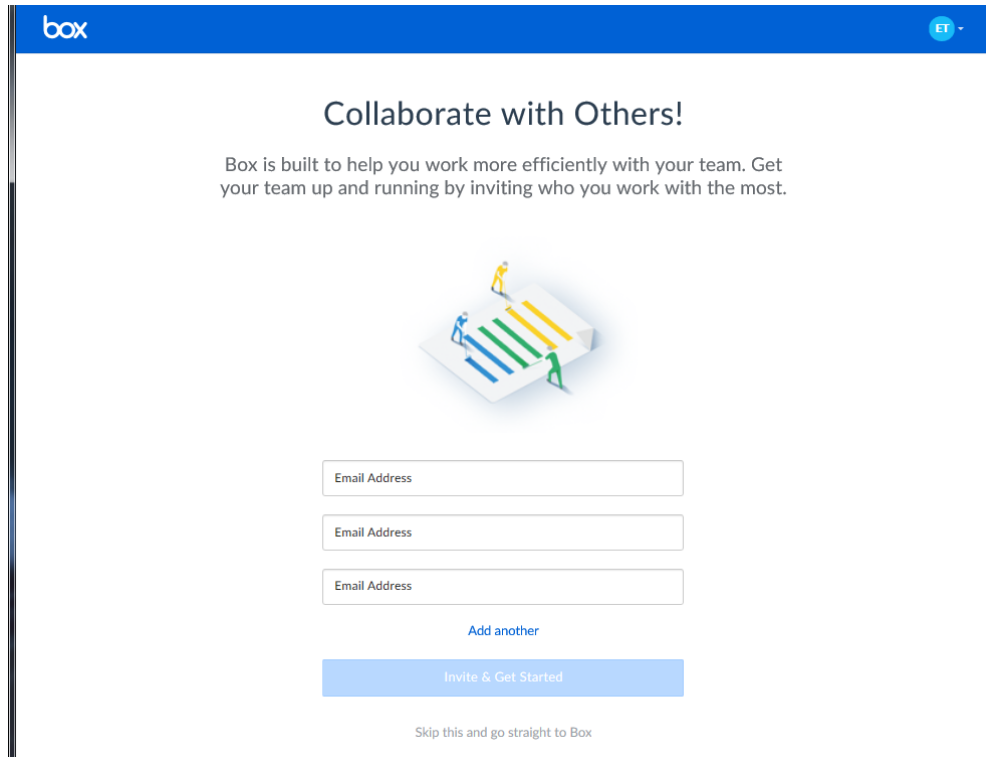 box
ET
Collaborate with Others!
Box is built to help you work more efficiently with your team. Get
your team up and running by inviting who you work with the most.
Email Address
Email Address
Email Address
Add another
Invite & Get Started
Skip this and go straight to Box